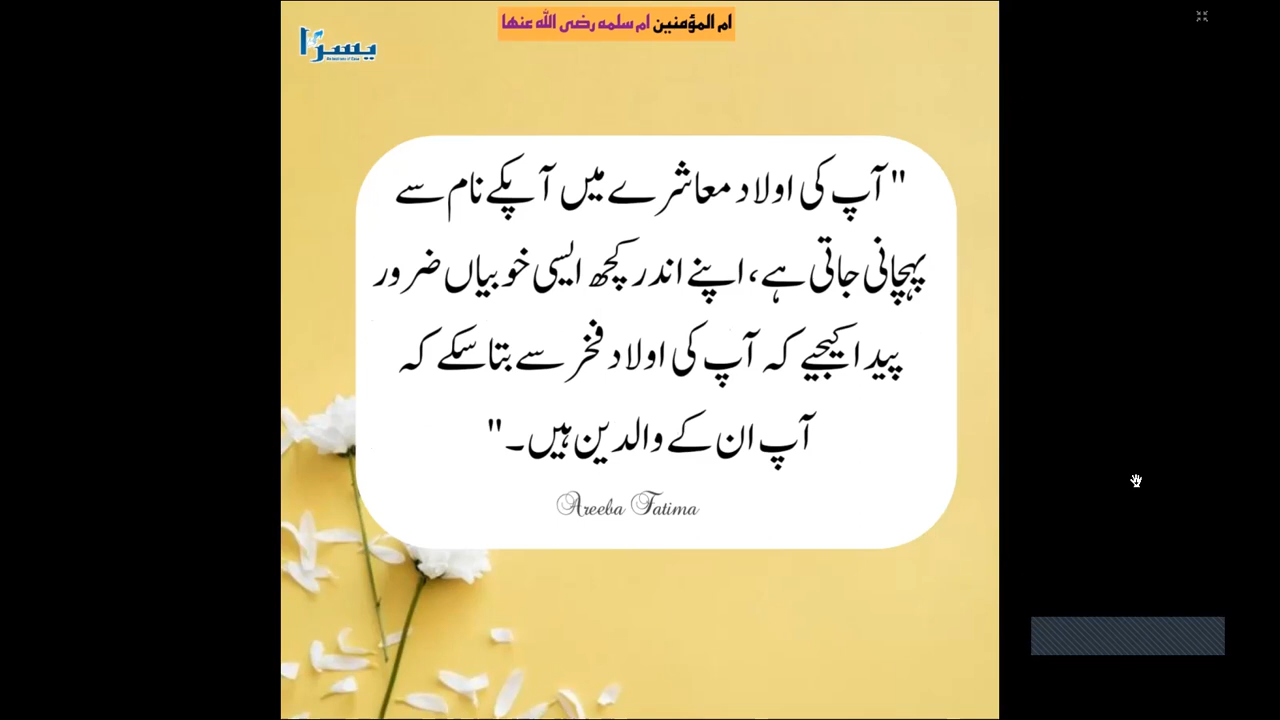 ام المؤمنین ام سلمہ رضی اللہ عنھا
یسرا
"آپ کی اولاد معاشرے میں آپکے نام سے
پہچانی جاتی ہے، اپنے اندر کچھ ایسی خوبیاں ضرور
پیدا کیجیے کہ آپ کی اولاد فخر سے بتا سکے کہ
آپ ان کے والدین ہیں۔"
Areeba Fatima